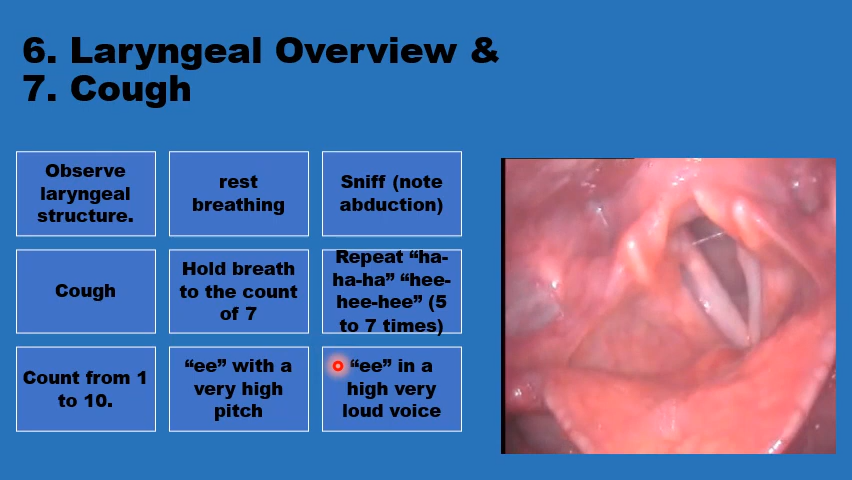 6. Laryngeal Overview &
7. Cough
Observe
laryngeal
structure.
rest
breathing
Sniff (note
abduction)
Cough
Hold breath
to the count
of 7
Repeat “ha-
ha-ha” “hee-
hee-hee” (5
to 7 times)
Count from 1
to 10.
“ee” with a
very high
pitch
“ee” in a
high very
loud voice